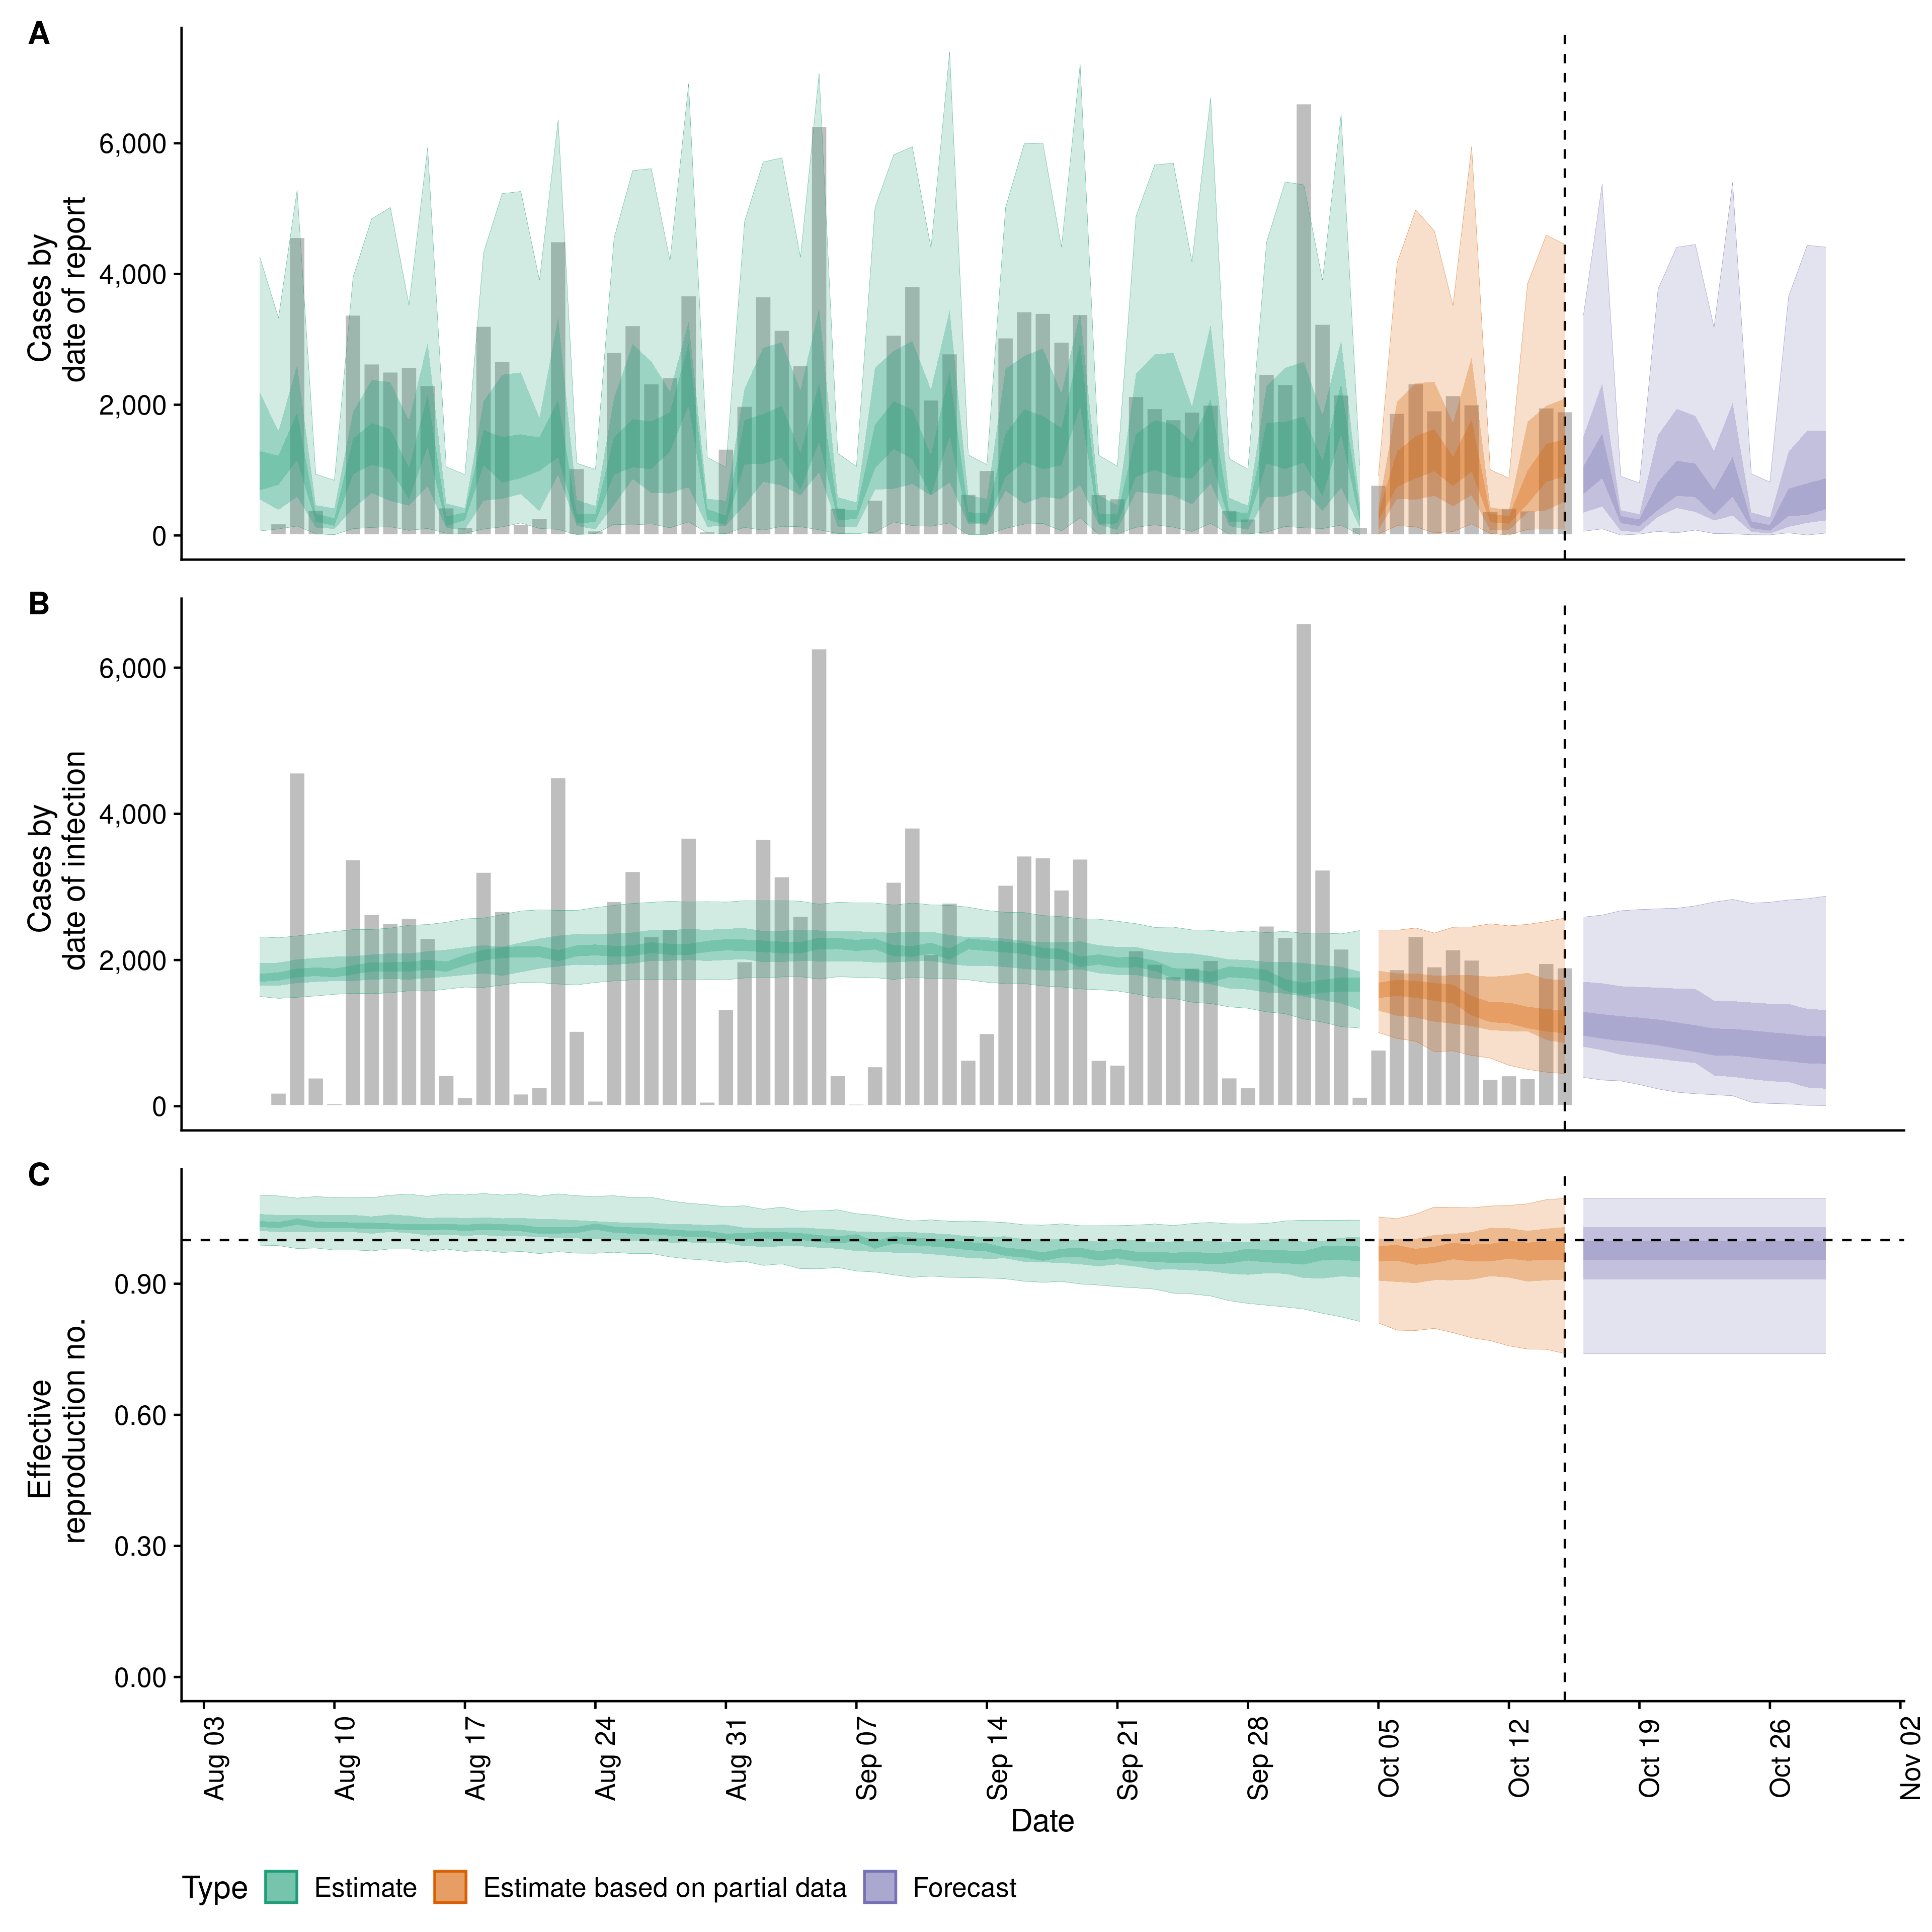 A
Cases by
date of report
6,000
4,000
2,000
0
B
Cases by
date of infection
6,000
4,000
2,000
0
C
Effective
reproduction no.
0.90
0.60
0.30
0.00
Aug 03
Aug 10
Aug 17
Aug 24
Aug 31
Sep 07
Sep 14
Sep 21
Sep 28
Oct 05
Oct 12
Oct 19
Oct 26
Nov 02
Date
Type
Estimate
Estimate based on partial data
Forecast